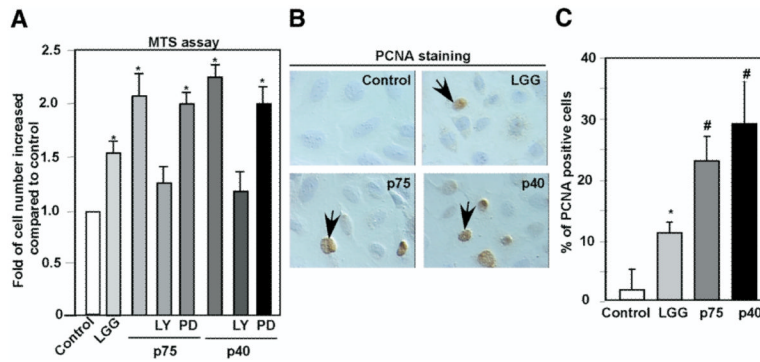 A
MTS assay
Fold of cell number increased
compared to control
2.5
2.0
1.5
1.0
0.5
0
*
*
*
*
*
Control
LGG
LY
PD
LY
PD
p75
p40
B
PCNA staining
Control
LGG
p75
p40
C
% of PCNA positive cells
40
30
20
10
0
*
#
#
Control
LGG
p75
p40